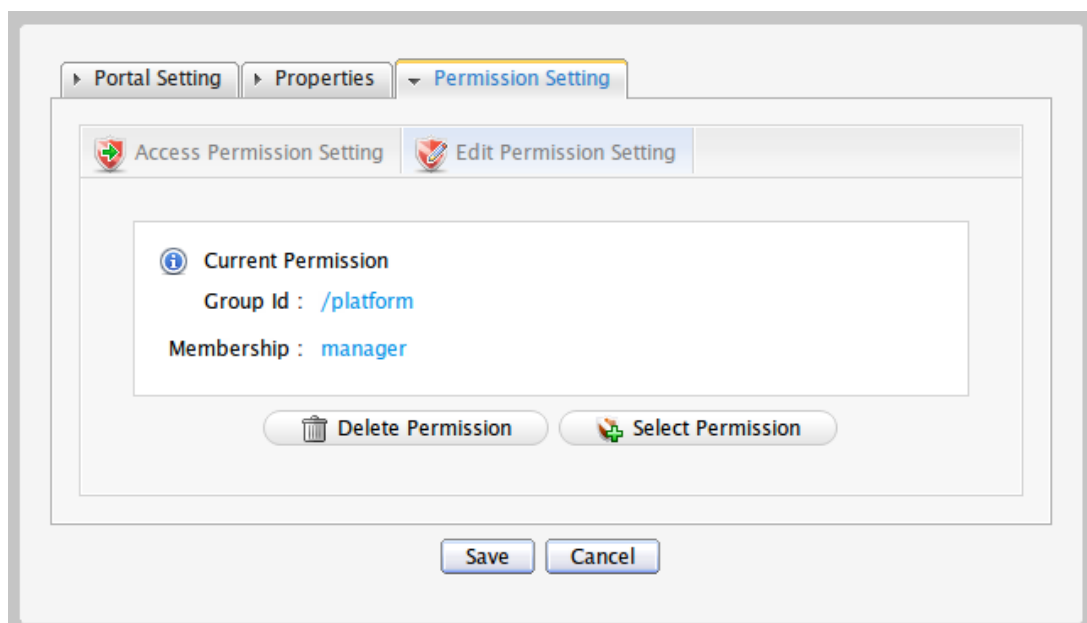 Portal Setting Properties Permission Setting
Access Permission Setting Edit Permission Setting
Current Permission
Group Id : /platform
Membership : manager
Delete Permission Select Permission
Save Cancel